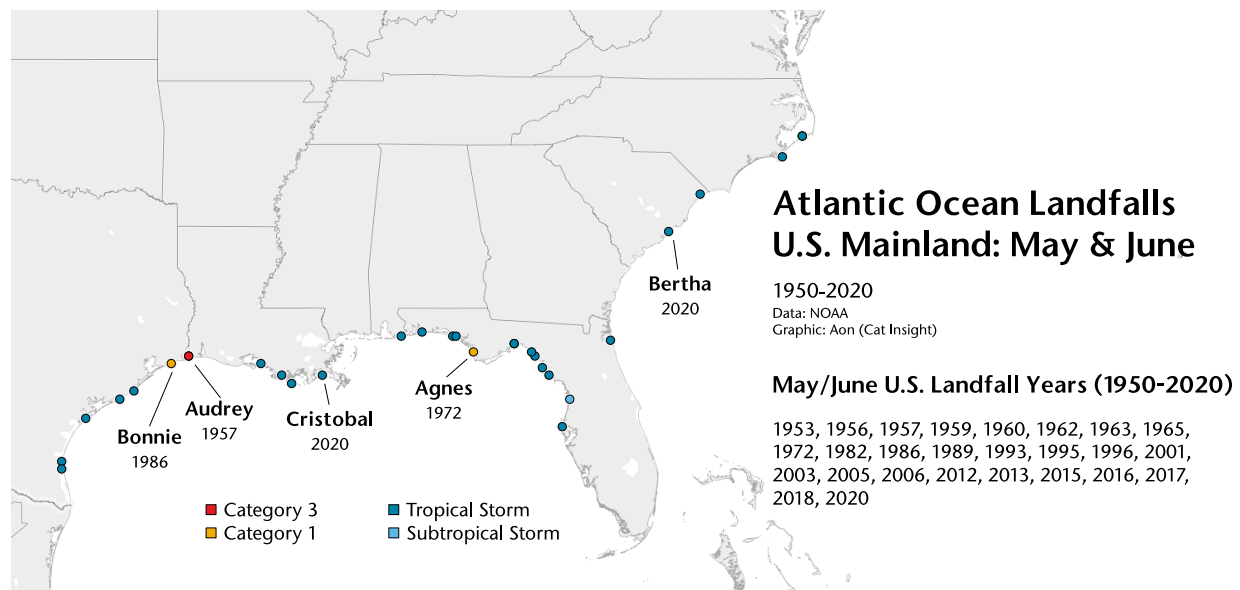 Atlantic Ocean Landfalls
U.S. Mainland: May & June
1950-2020
Data: NOAA
Graphic: Aon (Cat Insight)
May/June U.S. Landfall Years (1950-2020)
1953, 1956, 1957, 1959, 1960, 1962, 1963, 1965,
1972, 1982, 1986, 1989, 1993, 1995, 1996, 2001,
2003, 2005, 2006, 2012, 2013, 2015, 2016, 2017,
2018, 2020
Bertha
2020
Agnes
1972
Cristobal
2020
Audrey
1957
Bonnie
1986
Category 3
Category 1
Tropical Storm
Subtropical Storm